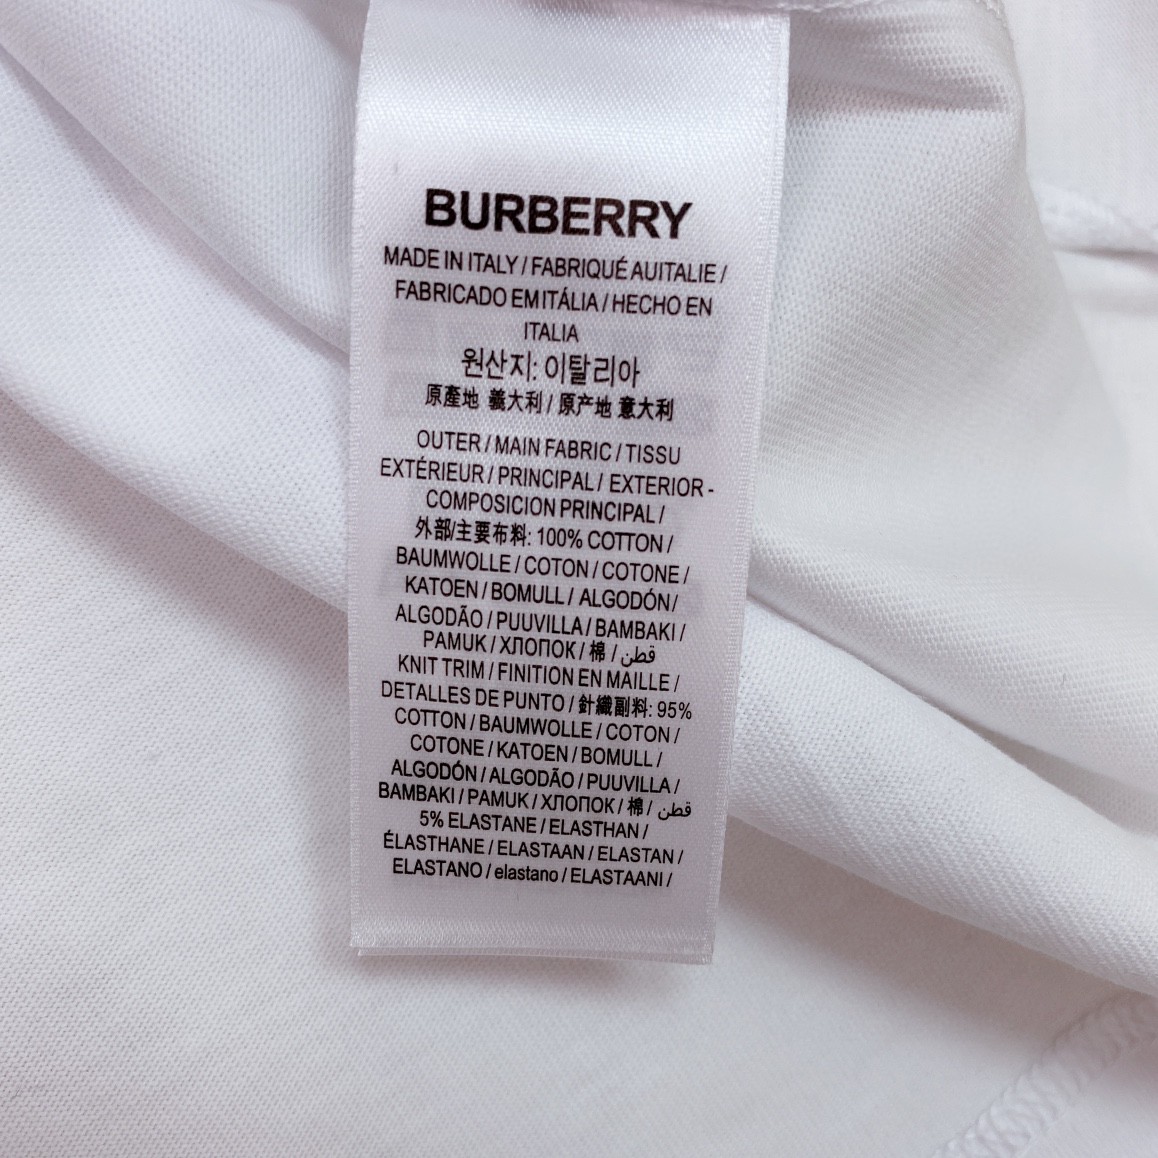 BURBERRY
MADE IN ITALY / FABRIQUÉ AUITALIE /
FABRICADO EMITÁLIA / HECHO EN
ITALIA
원산지: 이탈리아
原產地 義大利 / 原产地 意大利
OUTER / MAIN FABRIC / TISSU
EXTÉRIEUR / PRINCIPAL / EXTERIOR -
COMPOSICION PRINCIPAL /
外部/主要布料: 100% COTTON /
BAUMWOLLE / COTON / COTONE /
KATOEN / BOMULL / ALGODÓN /
ALGODÃO / PUUVILLA / BAMBAKI /
PAMUK / ХЛОПОК / 棉 / قطن
KNIT TRIM / FINITION EN MAILLE /
DETALLES DE PUNTO / 針織副料: 95%
COTTON / BAUMWOLLE / COTON /
COTONE / KATOEN / BOMULL /
ALGODÓN / ALGODÃO / PUUVILLA /
BAMBAKI / PAMUK / ХЛОПОК / 棉 / قطن
5% ELASTANE / ELASTHAN /
ÉLASTHANE / ELASTAAN / ELASTAN /
ELASTANO / elastano / ELASTAANI /